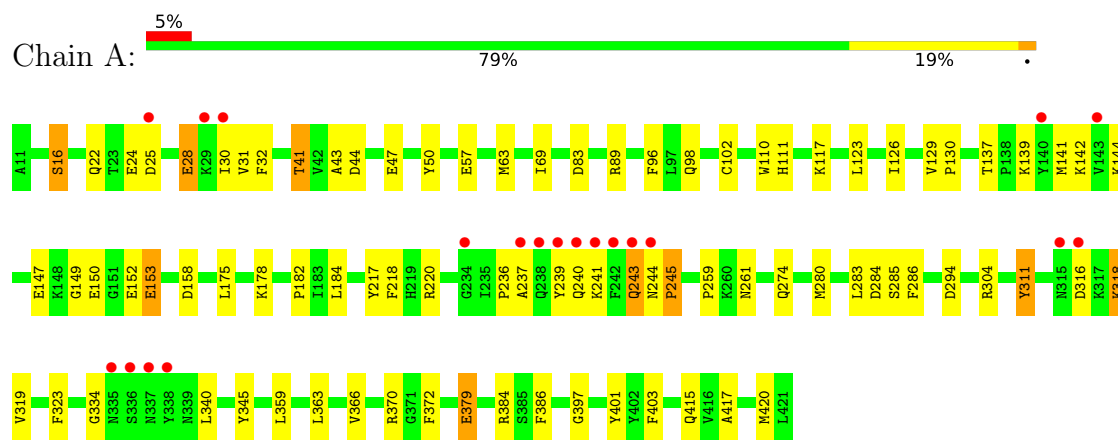 5%
Chain A:
79% 19% •
A11 S16 Q22 T23 E24 D25 E28 K29 I30 V31 F32 T41 V42 A43 D44 E47 Y50 E57 M63 I69 D83 R89 F96 L97 Q98 C102 W110 H111 K117 L123 I126 V129 P130 T137 P138 K139 Y140 M141 K142 V143 K144
E147 K148 G149 E150 G151 E152 E153 D158 L175 K178 P182 I183 L184 Y217 F218 H219 R220 G234 I235 P236 A237 Q238 Y239 Q240 K241 F242 Q243 N244 P245 P259 K260 N261 Q274 M280 L283 D284 S285 F286 D294 R304 Y311 N315 D316 K317 K318
V319 F323 G334 N335 S336 N337 Y338 N339 L340 Y345 L359 L363 V366 R370 G371 F372 E379 R384 S385 F386 G397 Y401 Y402 F403 Q415 V416 A417 M420 L421